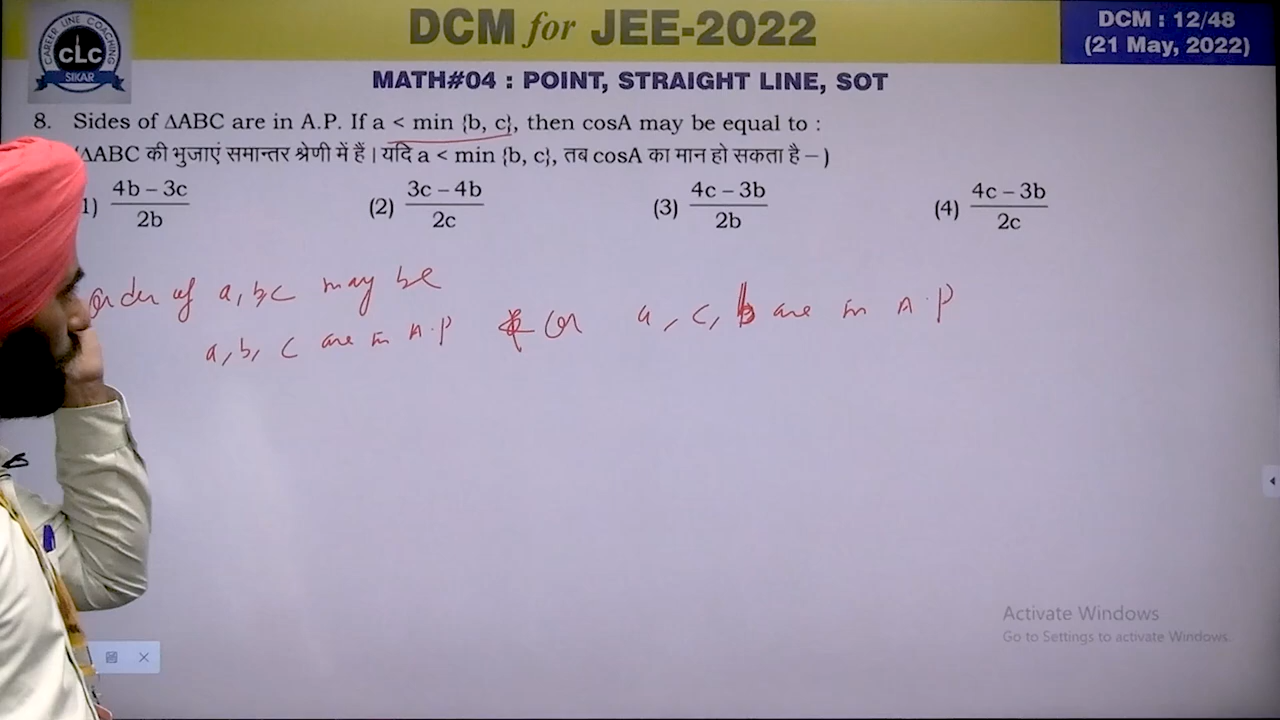 CAREER LINE COACHING
CLC
SIKAR
DCM for JEE-2022
DCM : 12/48
(21 May, 2022)
MATH#04 : POINT, STRAIGHT LINE, SOT
8. Sides of ΔABC are in A.P. If a < min {b, c}, then cosA may be equal to :
ΔABC की भुजाएं समान्तर श्रेणी में हैं। यदि a < min {b, c}, तब cosA का मान हो सकता है – )
1) (4b – 3c)/2b (2) (3c – 4b)/2c (3) (4c – 3b)/2b (4) (4c – 3b)/2c
order of a, b, c may be
a, b, c are in A.P or a, c, b are in A.P
Activate Windows
Go to Settings to activate Windows.